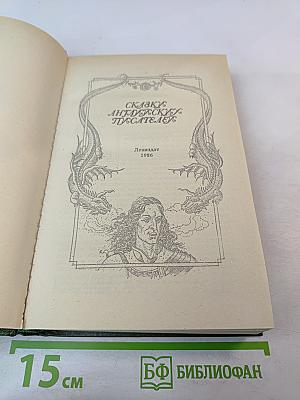 СКАЗКИ
АНГЛИЙСКИХ
ПИСАТЕЛЕЙ
Лениздат
1986
15 см
БФ БИБЛИОФАН